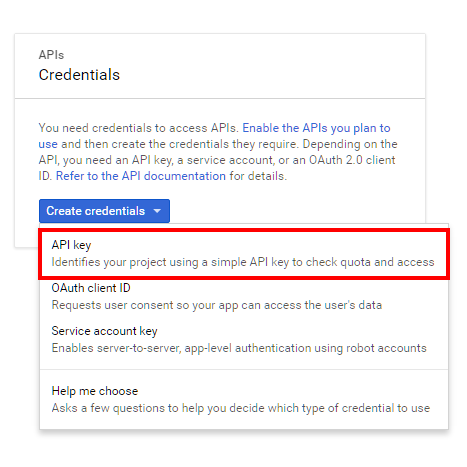 APIs
Credentials
You need credentials to access APIs. Enable the APIs you plan to
use and then create the credentials they require. Depending on the
API, you need an API key, a service account, or an OAuth 2.0 client
ID. Refer to the API documentation for details.
Create credentials
API key
Identifies your project using a simple API key to check quota and access
OAuth client ID
Requests user consent so your app can access the user's data
Service account key
Enables server-to-server, app-level authentication using robot accounts
Help me choose
Asks a few questions to help you decide which type of credential to use